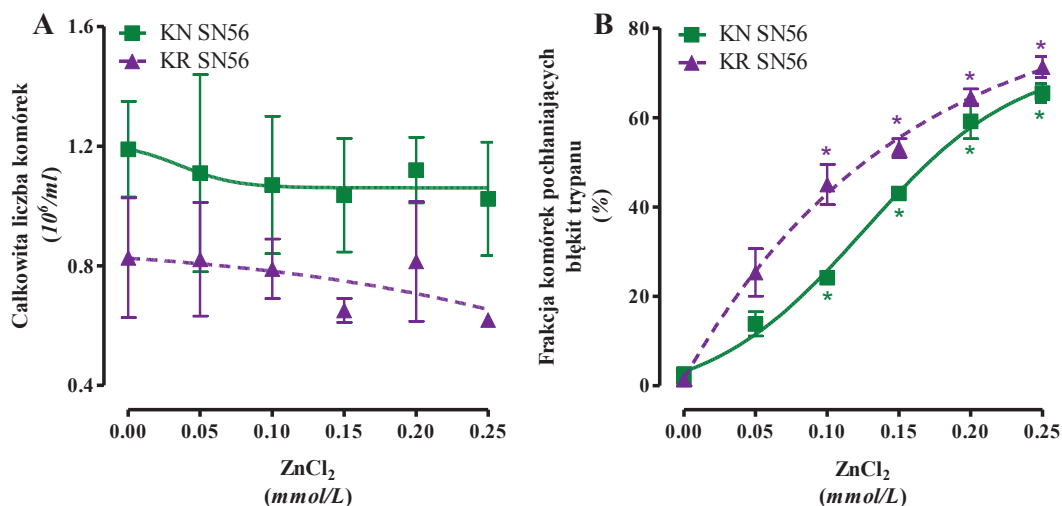 A
KN SN56
KR SN56
Całkowita liczba komórek
(10⁶/ml)
1.6
1.2
0.8
0.4
0.00 0.05 0.10 0.15 0.20 0.25
ZnCl₂
(mmol/L)
B
KN SN56
KR SN56
Frakcja komórek pochłaniających
błękit trypanu
(%)
80
60
40
20
0
* * * *
* * * *
0.00 0.05 0.10 0.15 0.20 0.25
ZnCl₂
(mmol/L)